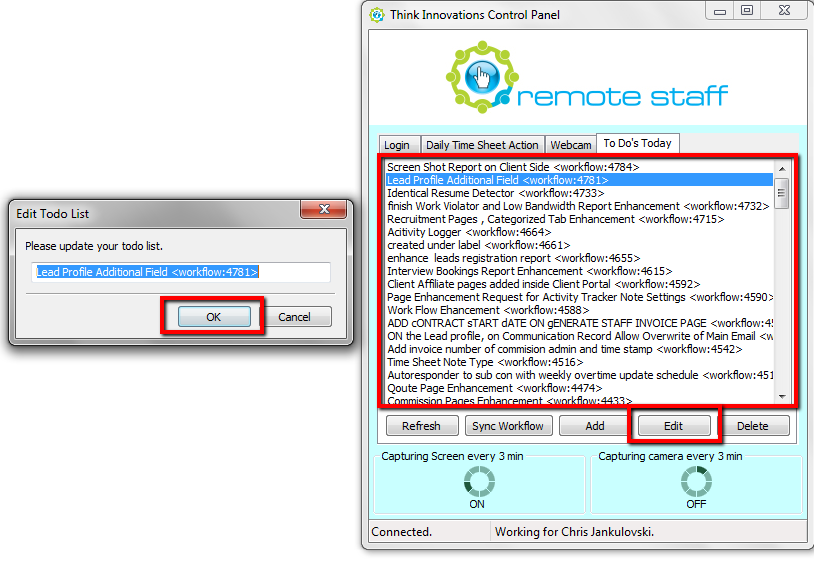 Think Innovations Control Panel
remote staff
Login
Daily Time Sheet Action
Webcam
To Do's Today
Screen Shot Report on Client Side <workflow:4784>
Lead Profile Additional Field <workflow:4781>
Identical Resume Detector <workflow:4733>
finish Work Violator and Low Bandwidth Report Enhancement <workflow:4732>
Recruitment Pages , Categorized Tab Enhancement <workflow:4715>
Acitivity Logger <workflow:4664>
created under label <workflow:4661>
enhance  leads registration report <workflow:4655>
Interview Bookings Report Enhancement <workflow:4615>
Client Affiliate pages added inside Client Portal <workflow:4592>
Page Enhancement Request for Activity Tracker Note Settings <workflow:4590>
Work Flow Ehancement <workflow:4588>
ADD cONTRACT sTART dATE ON gENERATE STAFF INVOICE PAGE <workflow:45
ON the Lead profile, on Communication Record Allow Overwrite of Main Email <w
Add invoice number of commision admin and time stamp <workflow:4542>
Time Sheet Note Type <workflow:4516>
Autoresponder to sub con with weekly overtime update schedule <workflow:451
Qoute Page Enhancement <workflow:4474>
Commission Pages Enhancement <workflow:4433>
Refresh
Sync Workflow
Add
Edit
Delete
Capturing Screen every 3 min
ON
Capturing camera every 3 min
OFF
Connected.
Working for Chris Jankulovski.
Edit Todo List
Please update your todo list.
Lead Profile Additional Field <workflow:4781>
OK
Cancel